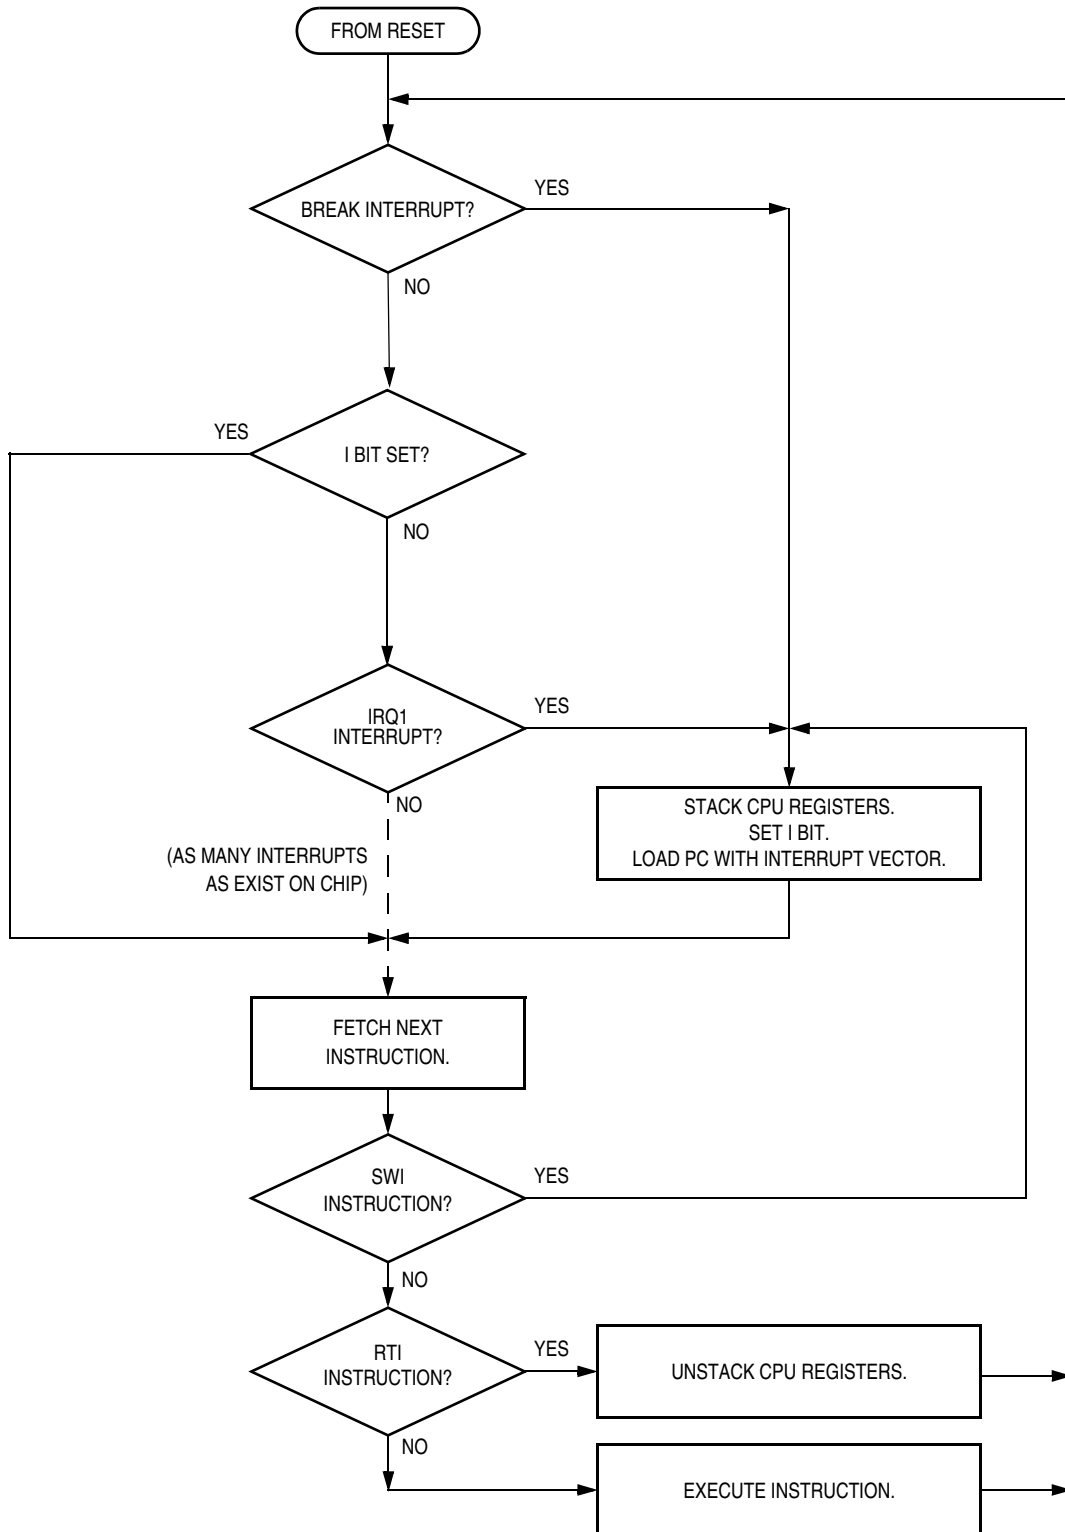 FROM RESET
BREAK INTERRUPT?
YES
NO
YES
I BIT SET?
NO
IRQ1
INTERRUPT?
YES
NO
(AS MANY INTERRUPTS
AS EXIST ON CHIP)
STACK CPU REGISTERS.
SET I BIT.
LOAD PC WITH INTERRUPT VECTOR.
FETCH NEXT
INSTRUCTION.
SWI
INSTRUCTION?
YES
NO
RTI
INSTRUCTION?
YES
UNSTACK CPU REGISTERS.
NO
EXECUTE INSTRUCTION.